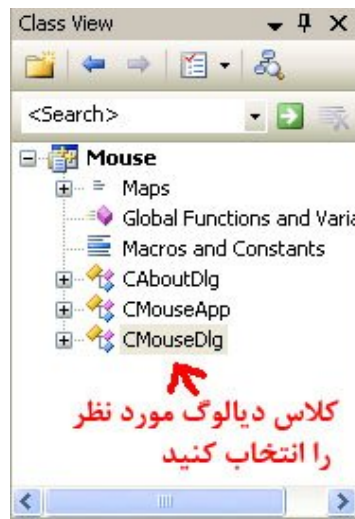 Class View
<Search>
Mouse
Maps
Global Functions and Varia
Macros and Constants
CAboutDlg
CMouseApp
CMouseDlg
کلاس دیالوگ مورد نظر
را انتخاب کنید